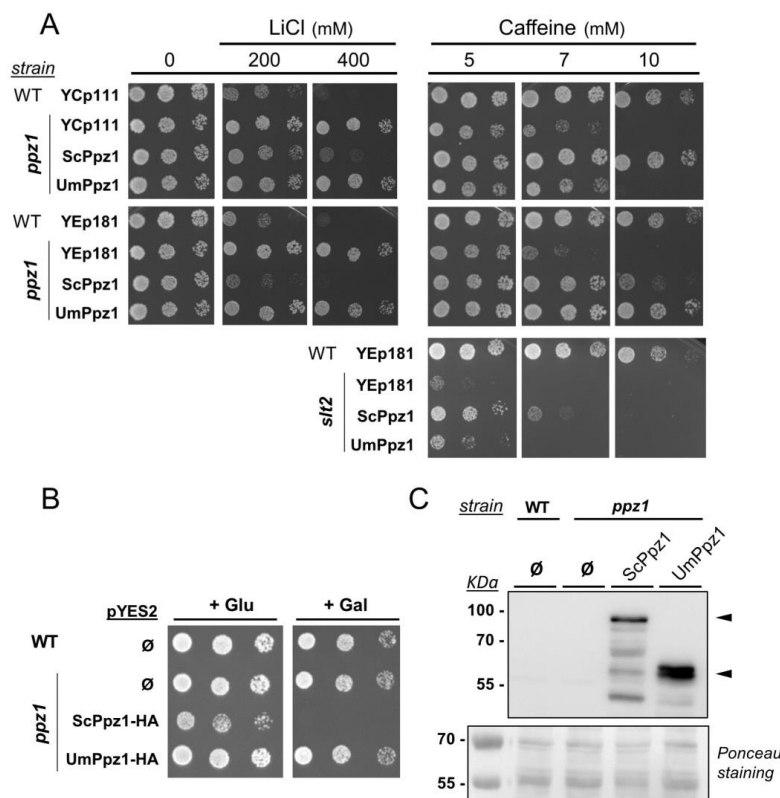 A
LiCl (mM)
Caffeine (mM)
0 200 400 5 7 10
strain
WT YCp111
ppz1
YCp111
ScPpz1
UmPpz1
WT YEp181
ppz1
YEp181
ScPpz1
UmPpz1
WT YEp181
slt2
YEp181
ScPpz1
UmPpz1
B
pYES2 + Glu + Gal
WT Ø
ppz1
Ø
ScPpz1-HA
UmPpz1-HA
C
strain WT ppz1
KDa Ø Ø ScPpz1 UmPpz1
100 -
70 -
55 -
70 -
55 -
Ponceau
staining